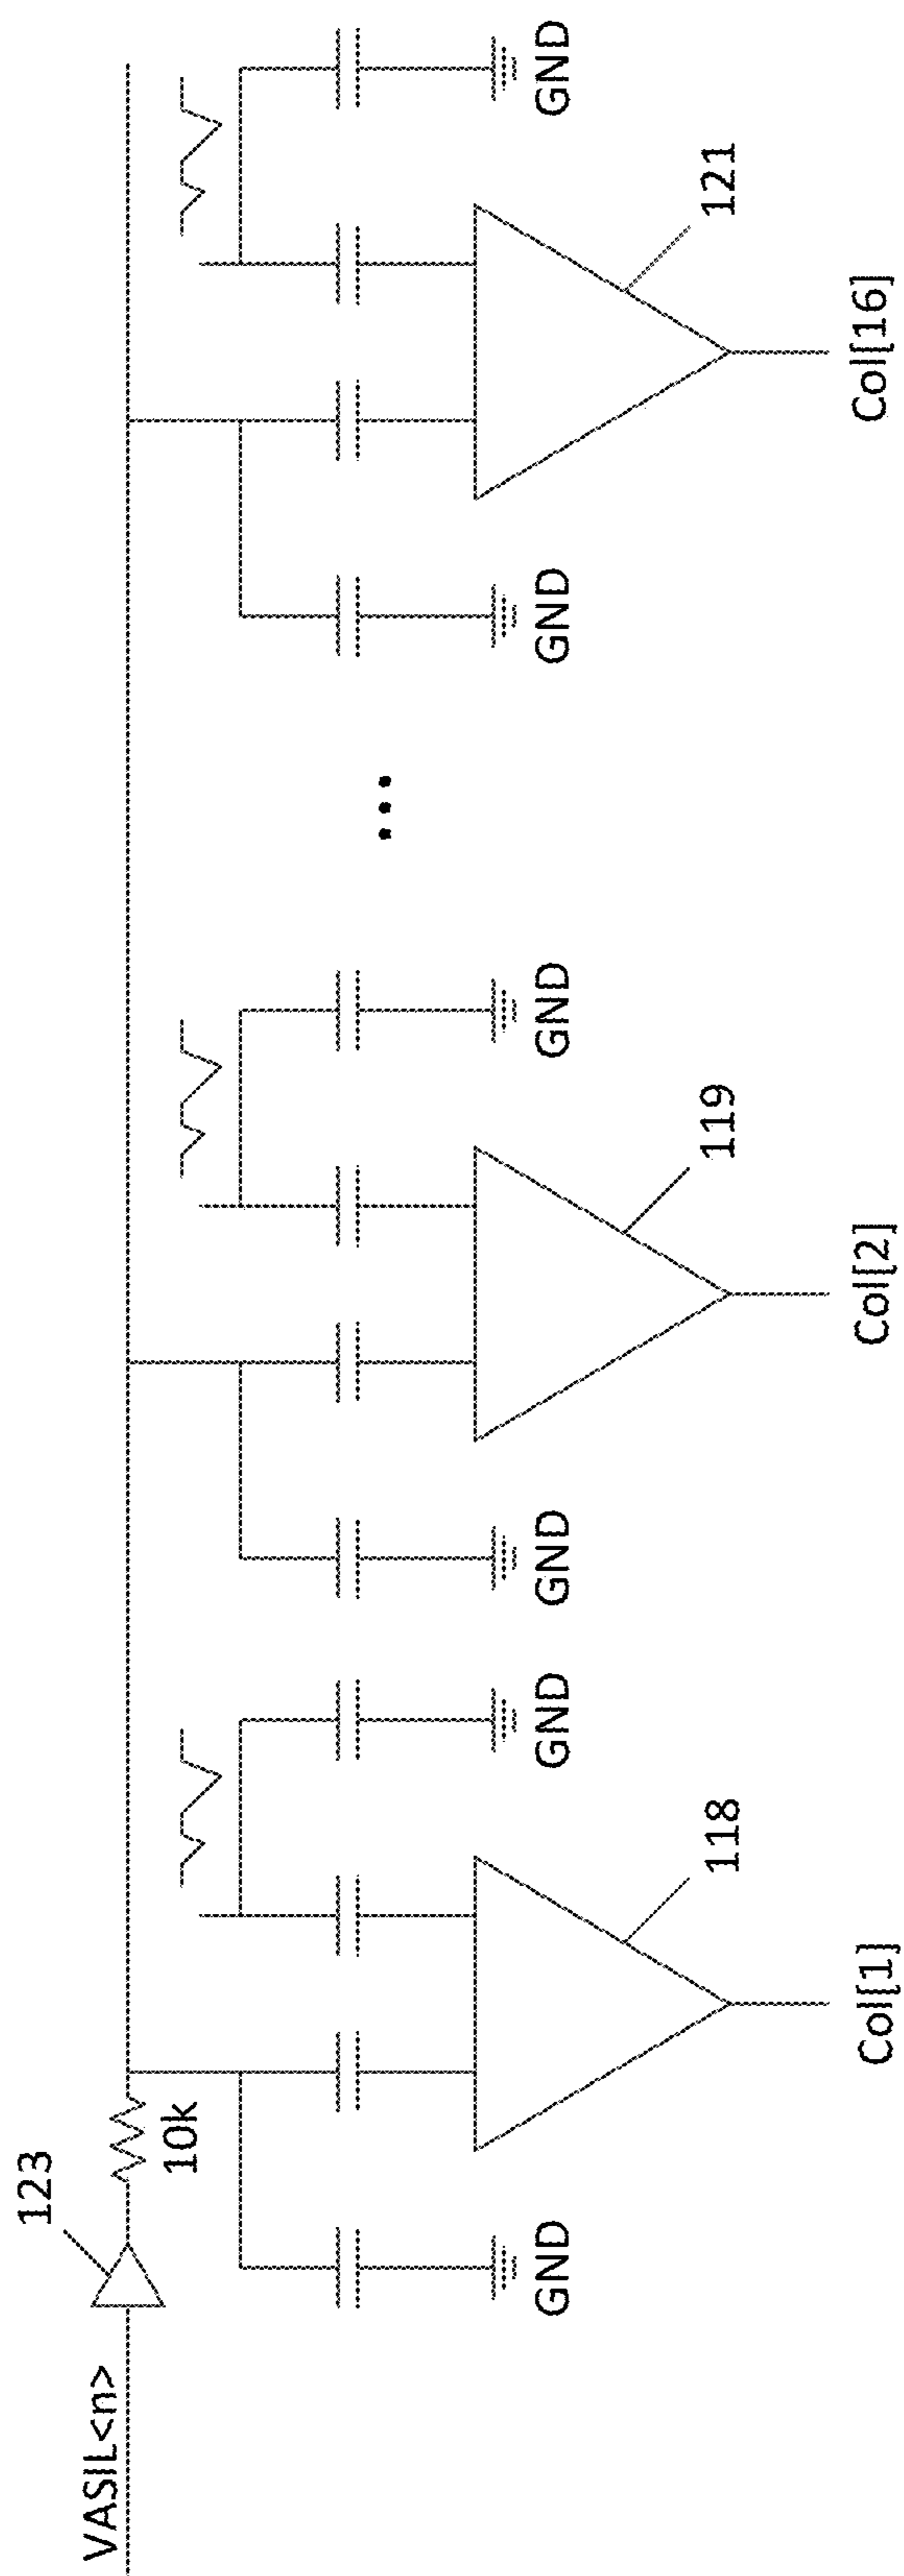 VASIL<n>
123
10k
GND
GND
GND
GND
GND
GND
118
119
121
Col[1]
Col[2]
Col[16]